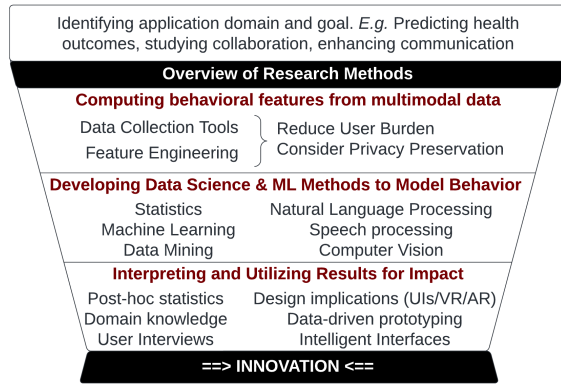 Identifying application domain and goal. E.g. Predicting health
outcomes, studying collaboration, enhancing communication
Overview of Research Methods
Computing behavioral features from multimodal data
Data Collection Tools
Feature Engineering
Reduce User Burden
Consider Privacy Preservation
Developing Data Science & ML Methods to Model Behavior
Statistics
Machine Learning
Data Mining
Natural Language Processing
Speech processing
Computer Vision
Interpreting and Utilizing Results for Impact
Post-hoc statistics
Domain knowledge
User Interviews
Design implications (UIs/VR/AR)
Data-driven prototyping
Intelligent Interfaces
==> INNOVATION <==